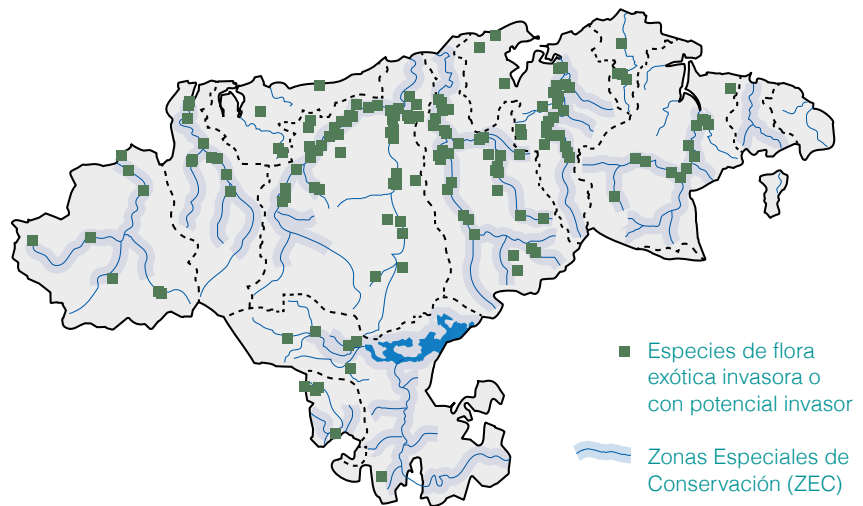 Especies de flora
exótica invasora o
con potencial invasor
Zonas Especiales de
Conservación (ZEC)